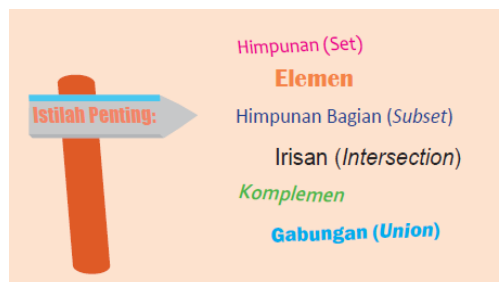 Istilah Penting:
Himpunan (Set)
Elemen
Himpunan Bagian (Subset)
Irisan (Intersection)
Komplemen
Gabungan (Union)